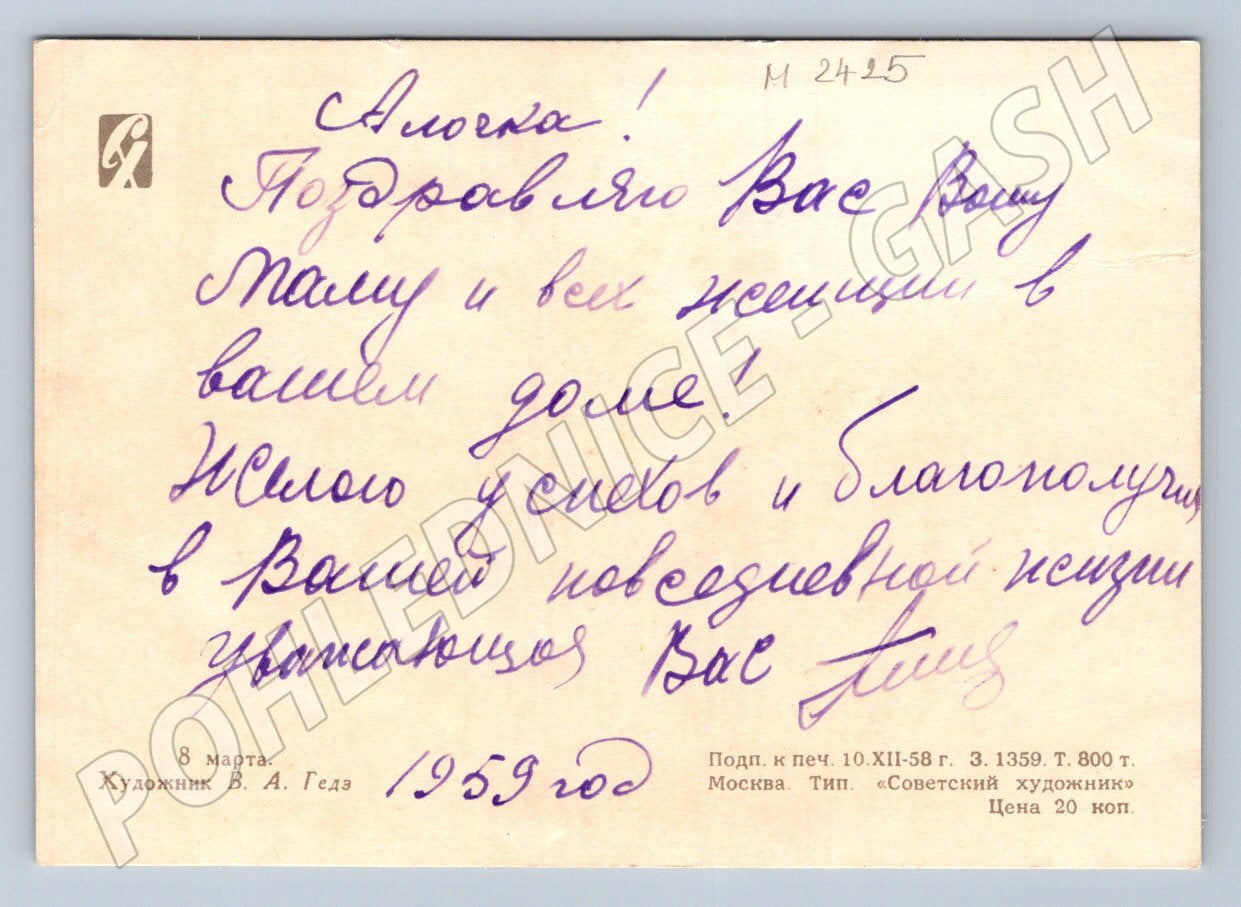 М 2425
СХ
Алочка!
Поздравляю Вас Вашу
Маму и всех женщин в
вашем доме!
Желаю успехов и благополучия
в Вашей повседневной жизни
уважающая Вас
1959 год
8 марта.
Художник В. А. Гедэ
Подп. к печ. 10.XII-58 г. З. 1359. Т. 800 т.
Москва. Тип. «Советский художник»
Цена 20 коп.
POHLEDNICE - GASH